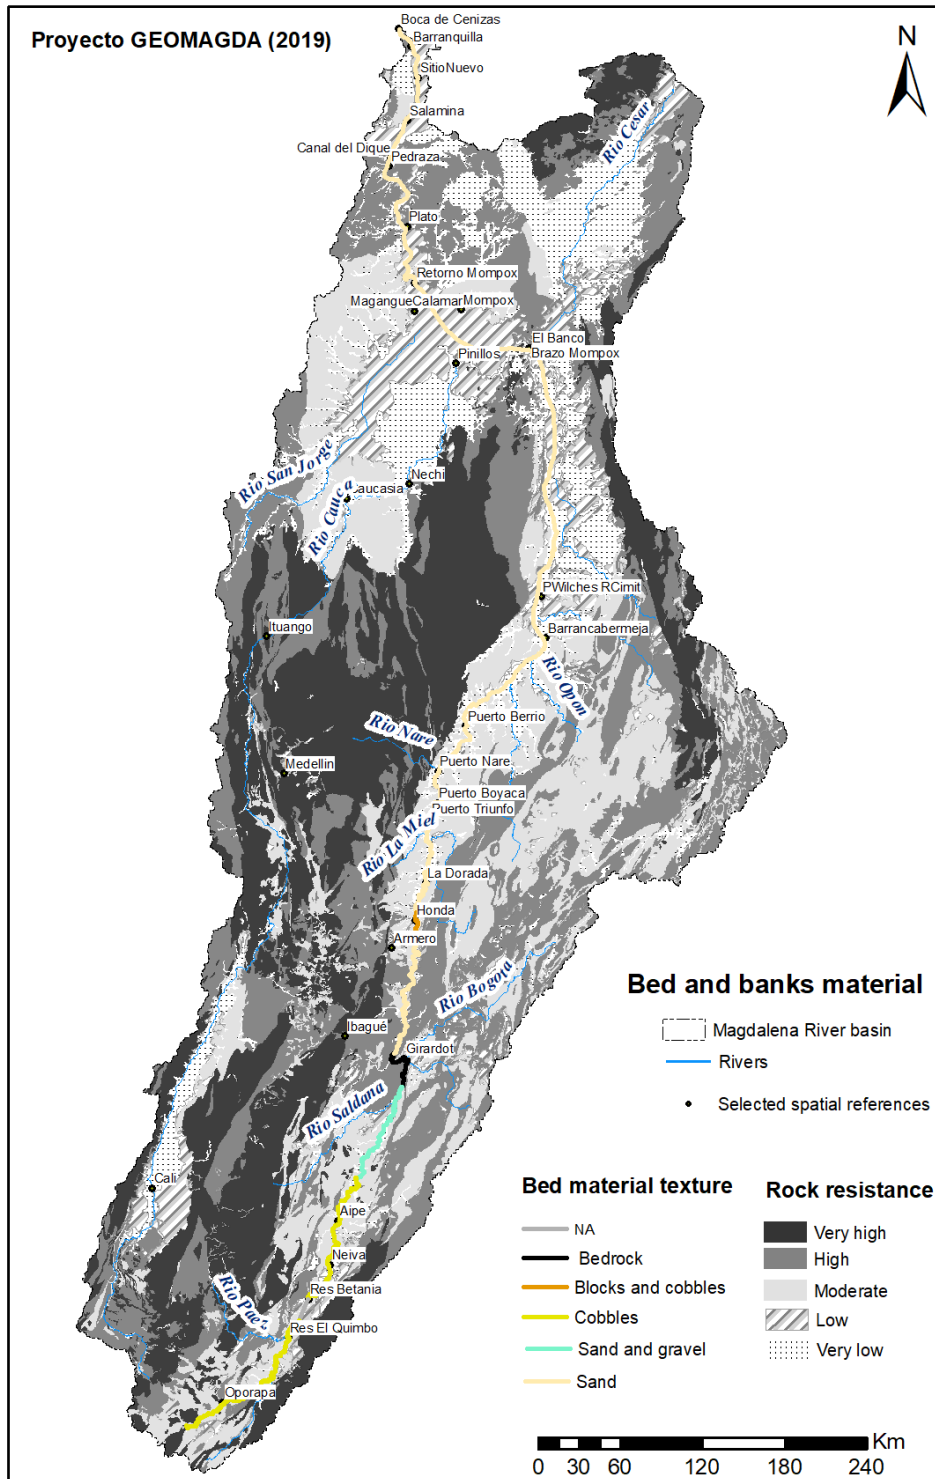 Boca de Cenizas
Proyecto GEOMAGDA (2019)
Barranquilla
N
SitioNuevo
Rio Cesar
Salamina
Canal del Dique
Pedraza
Plato
Retorno Mompox
Magangue
Calamar
Mompox
El Banco
Brazo Mompox
Pinillos
Rio San Jorge
Nechi
Caucasia
Rio Cauca
PWilches RCimit
Ituango
Barrancabermeja
Rio Opon
Puerto Berrio
Rio Nare
Puerto Nare
Medellin
Puerto Boyaca
Puerto Triunfo
Rio La Miel
La Dorada
Honda
Armero
Rio Bogota
Ibagué
Girardot
Rio Saldana
Cali
Aipe
Neiva
Res Betania
Rio Paez
Res El Quimbo
Oporapa
Bed and banks material
Magdalena River basin
Rivers
Selected spatial references
Bed material texture
NA
Bedrock
Blocks and cobbles
Cobbles
Sand and gravel
Sand
Rock resistance
Very high
High
Moderate
Low
Very low
Km
0 30 60 120 180 240